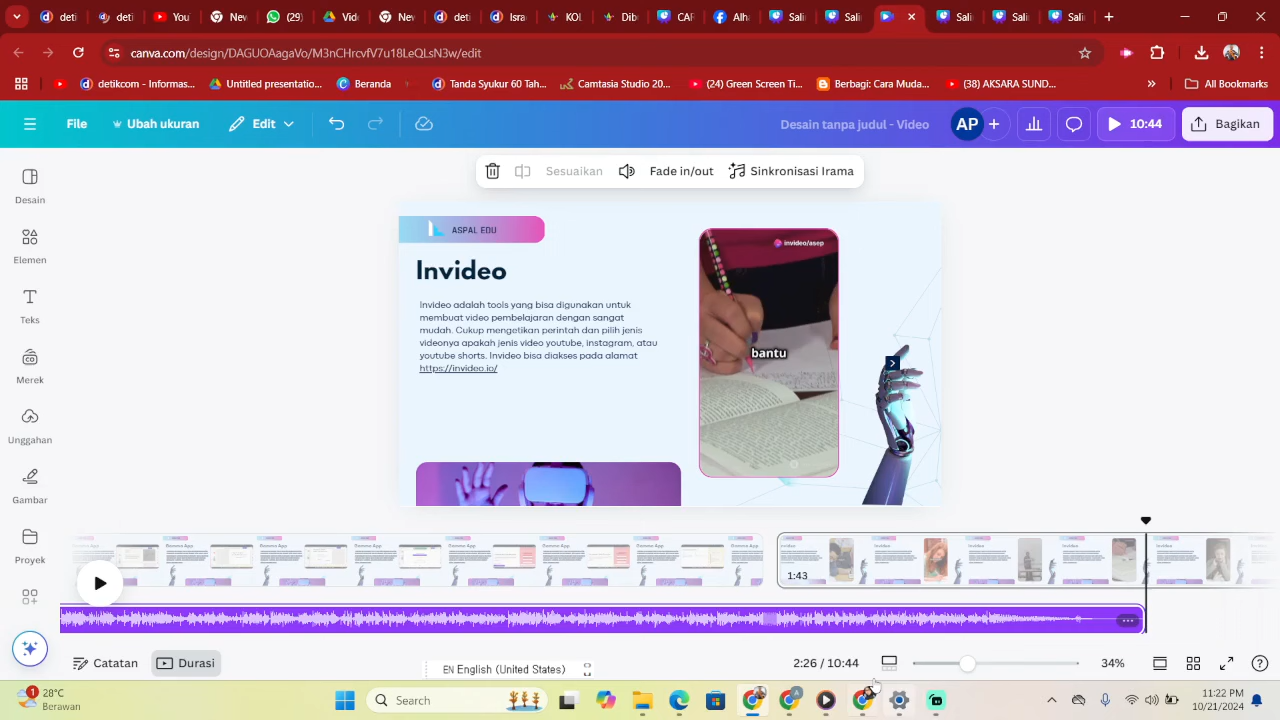 detikcom - Informas...
Untitled presentatio...
Beranda
Tanda Syukur 60 Tah...
Camtasia Studio 20...
(24) Green Screen Ti...
Berbagi: Cara Muda...
(38) AKSARA SUND...
All Bookmarks
canva.com/design/DAGUOAagaVo/M3nCHrcvfV7u18LeQLSN3w/edit
File
Ubah ukuran
Edit
Desain tanpa judul - Video
AP
10:44
Bagikan
Sesuaikan
Fade in/out
Sinkronisasi Irama
Desain
Elemen
Teks
Merek
Unggahan
Gambar
Proyek
ASPAL EDU
Invideo
Invideo adalah tools yang bisa digunakan untuk
membuat video pembelajaran dengan sangat
mudah. Cukup mengetikan perintah dan pilih jenis
videonya apakah jenis video youtube, instagram, atau
youtube shorts. Invideo bisa diakses pada alamat
https://invideo.io/
invideo/asep
bantu
1:43
Catatan
Durasi
EN English (United States)
2:26 / 10:44
34%
1
28°C
Berawan
Search
11:22 PM
10/21/2024